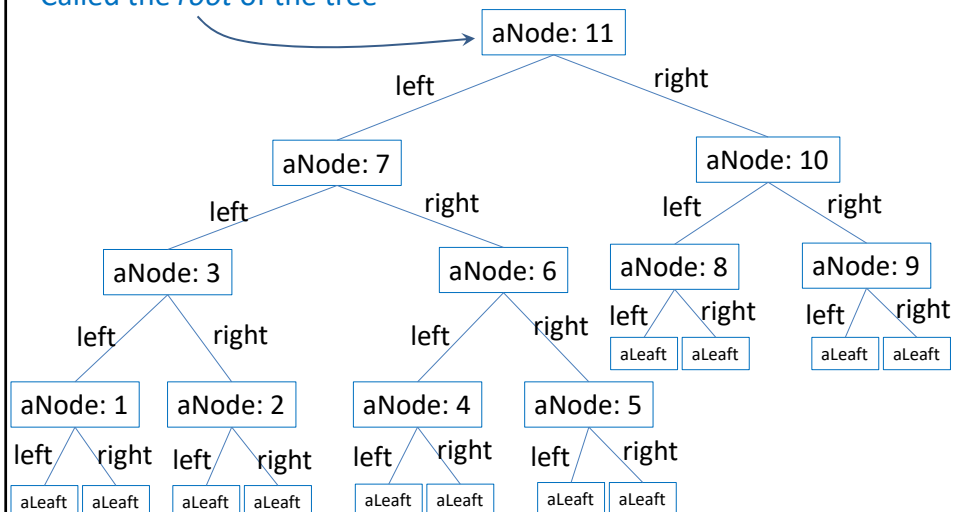 Called the root of the tree
aNode: 11
left right
aNode: 7 aNode: 10
left right left right
aNode: 3 aNode: 6 aNode: 8 aNode: 9
left right left right left right left right
aLeaft aLeaft aLeaft aLeaft
aNode: 1 aNode: 2 aNode: 4 aNode: 5
left right left right left right left right
aLeaft aLeaft aLeaft aLeaft aLeaft aLeaft aLeaft aLeaft